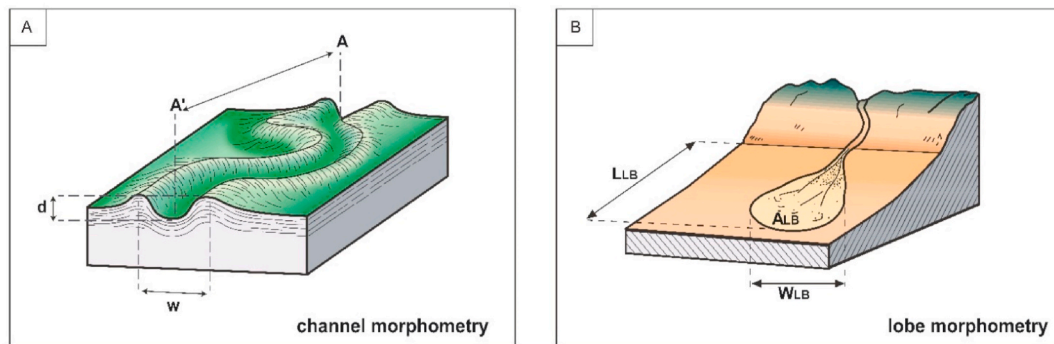 A
A
A'
d
w
channel morphometry
B
LLB
ALB
WLB
lobe morphometry